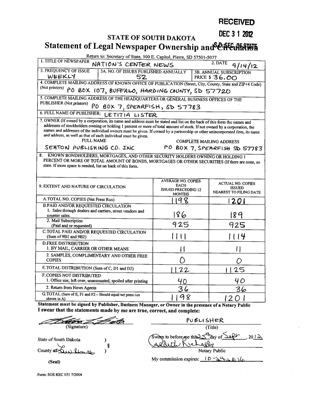 RECEIVED
DEC 31 2012
STATE OF SOUTH DAKOTA
Statement of Legal Newspaper Ownership and
Return to: Secretary of State, 500 E. Capitol, Pierre, SD 57501-5077
1. TITLE OF NEWSPAPER NATION'S CENTER NEWS 2. DATE 9/14/12
3. FREQUENCY OF ISSUE WEEKLY 3A. NO. OF ISSUES PUBLISHED ANNUALLY 52 3B. ANNUAL SUBSCRIPTION PRICE $ 36.00
4. COMPLETE MAILING ADDRESS OF KNOWN OFFICE OF PUBLICATION (Street, City, County, State and ZIP+4 Code)
(Not printers) PO BOX 107, BUFFALO, HARDING COUNTY, SD 57720
5. COMPLETE MAILING ADDRESS OF THE HEADQUARTERS OR GENERAL BUSINESS OFFICES OF THE
PUBLISHER (Not printers) PO BOX 7, SPEARFISH, SD 57783
6. FULL NAME OF PUBLISHER: LETITIA LISTER
7. OWNER (If owned by a corporation, its name and address must be stated and list on the back of this form the names and
addresses of stockholders owning or holding 1 percent or more of total amount of stock. If not owned by a corporation, the
names and addresses of the individual owners must be given. If owned by a partnership or other unincorporated firm, its name
and address, as well as that of each individual must be given.
FULL NAME COMPLETE MAILING ADDRESS
SEATON PUBLISHING CO. INC PO BOX 7, SPEARFISH SD 57783
8. KNOWN BONDHOLDERS, MORTGAGES, AND OTHER SECURITY HOLDERS OWNING OR HOLDING 1
PERCENT OR MORE OF TOTAL AMOUNT OF BONDS, MORTGAGES OR OTHER SECURITIES (If there are none, so
state. If more space is needed, list on back of this form.
9. EXTENT AND NATURE OF CIRCULATION AVERAGE NO. COPIES EACH ISSUES PRECEDING 12 MONTHS ACTUAL NO. COPIES ISSUED NEAREST TO FILING DATE
A.TOTAL NO. COPIES (Net Press Run) 1198 1201
B.PAID AND/OR REQUESTED CIRCULATION
1. Sales through dealers and carriers, street vendors and
counter sales 186 189
2. Mail Subscription
(Paid and or requested) 925 925
C.TOTAL PAID AND/OR REQUESTED CIRCULATION
(Sum of 9B1 and 9B2) 1111 1114
D.FREE DISTRIBUTION
1. BY MAIL, CARRIER OR OTHER MEANS 11 11
2. SAMPLES, COMPLIMENTARY AND OTHER FREE
COPIES 0 0
E.TOTAL DISTRIBUTION (Sum of C, D1 and D2) 1122 1125
F.COPIES NOT DISTRIBUTED
1. Office use, left over, unaccounted, spoiled after printing 40 40
2. Return from News Agents 36 36
G.TOTAL (Sum of E, F1 and F2 - Should equal net press run
shown in A) 1198 1201
Statement must be signed by Publisher, Business Manager, or Owner in the presence of a Notary Public
I swear that the statements made by me are true, correct, and complete:
PUBLISHER
(Signature) (Title)
State of South Dakota )
County of )
Sworn to before me this day of Sept 2012
Notary Public
(Seal)
My commission expires:
Form: SOS REC 051 7/2004